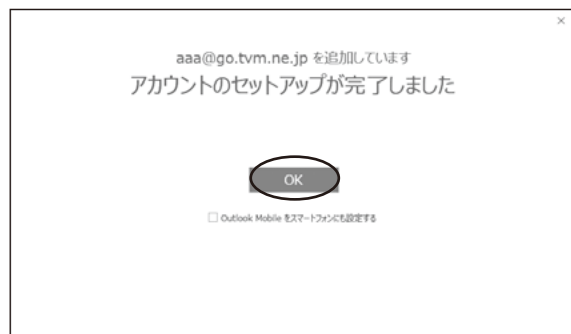 ×
aaa@go.tvm.ne.jp を追加しています
アカウントのセットアップが完了しました
OK
Outlook Mobile をスマートフォンにも設定する